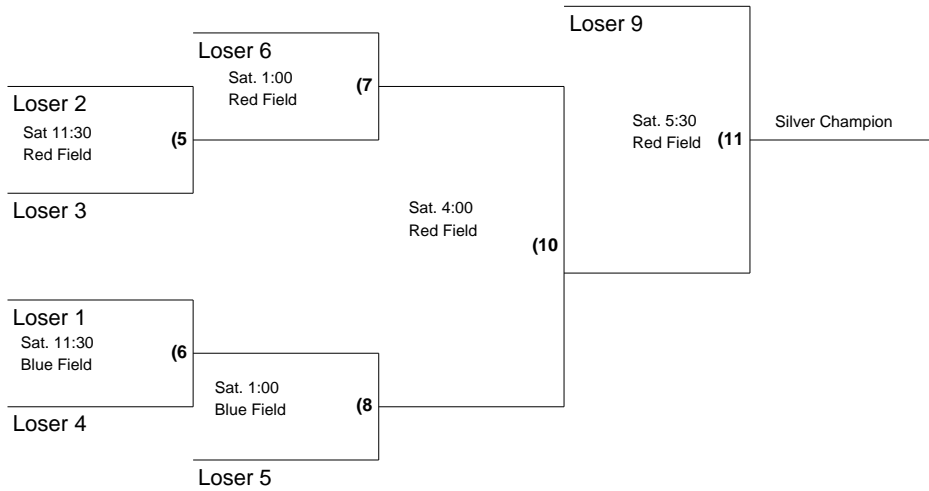 Loser 9
Loser 6
Sat. 1:00
Red Field
(7
Loser 2
Sat 11:30
Red Field
(5
Loser 3
Sat. 5:30
Red Field
(11
Silver Champion
Sat. 4:00
Red Field
(10
Loser 1
Sat. 11:30
Blue Field
(6
Loser 4
Sat. 1:00
Blue Field
(8
Loser 5